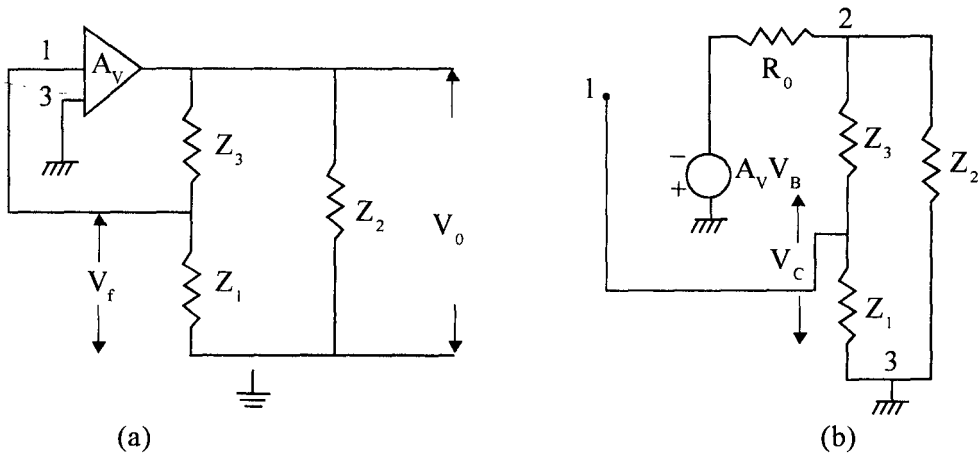 1
A_V
3
Z_3
Z_2
V_0
V_f
Z_1
(a)
2
R_0
1
Z_3
Z_2
− + A_V V_B
V_C
Z_1
3
(b)